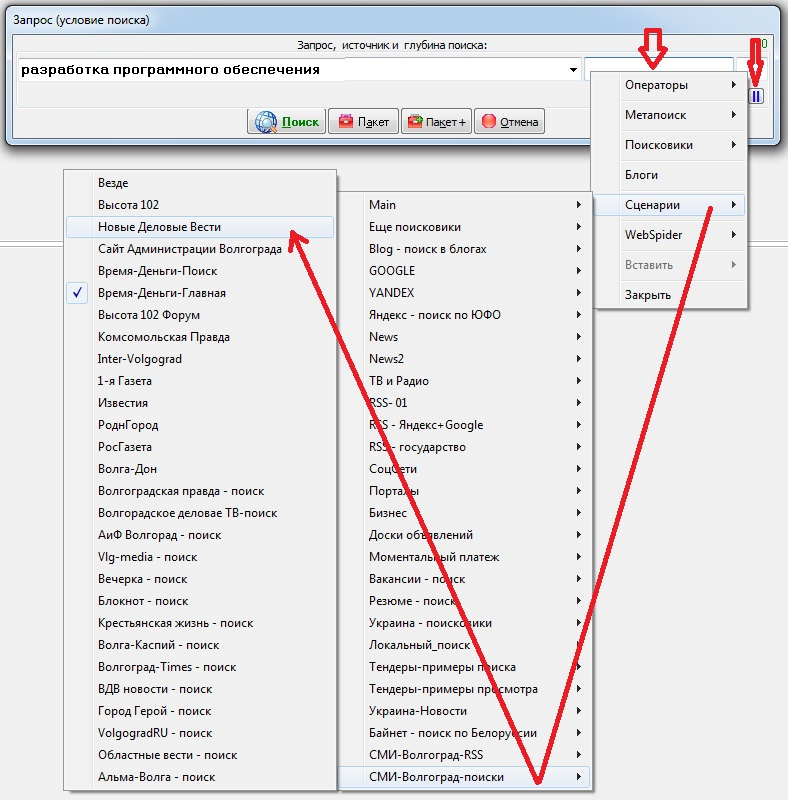 Запрос (условие поиска)
Запрос, источник и глубина поиска:
0
разработка программного обеспечения
Поиск
Пакет
Пакет+
Отмена
Операторы
Метапоиск
Поисковики
Блоги
Сценарии
WebSpider
Вставить
Закрыть
Main
Еще поисковики
Blog - поиск в блогах
GOOGLE
YANDEX
Яндекс - поиск по ЮФО
News
News2
ТВ и Радио
RSS- 01
RSS - Яндекс+Google
RSS - государство
СоцСети
Порталы
Бизнес
Доски объявлений
Моментальный платеж
Вакансии - поиск
Резюме - поиск
Украина - поисковики
Локальный_поиск
Тендеры-примеры поиска
Тендеры-примеры просмотра
Украина-Новости
Байнет - поиск по Белоруссии
СМИ-Волгоград-RSS
СМИ-Волгоград-поиски
Везде
Высота 102
Новые Деловые Вести
Сайт Администрации Волгограда
Время-Деньги-Поиск
Время-Деньги-Главная
Высота 102 Форум
Комсомольская Правда
Inter-Volgograd
1-я Газета
Известия
РоднГород
РосГазета
Волга-Дон
Волгоградская правда - поиск
Волгорадское деловае ТВ-поиск
АиФ Волгоград - поиск
Vlg-media - поиск
Вечерка - поиск
Блокнот - поиск
Крестьянская жизнь - поиск
Волга-Каспий - поиск
Волгоград-Times - поиск
ВДВ новости - поиск
Город Герой - поиск
VolgogradRU - поиск
Областные вести - поиск
Альма-Волга - поиск